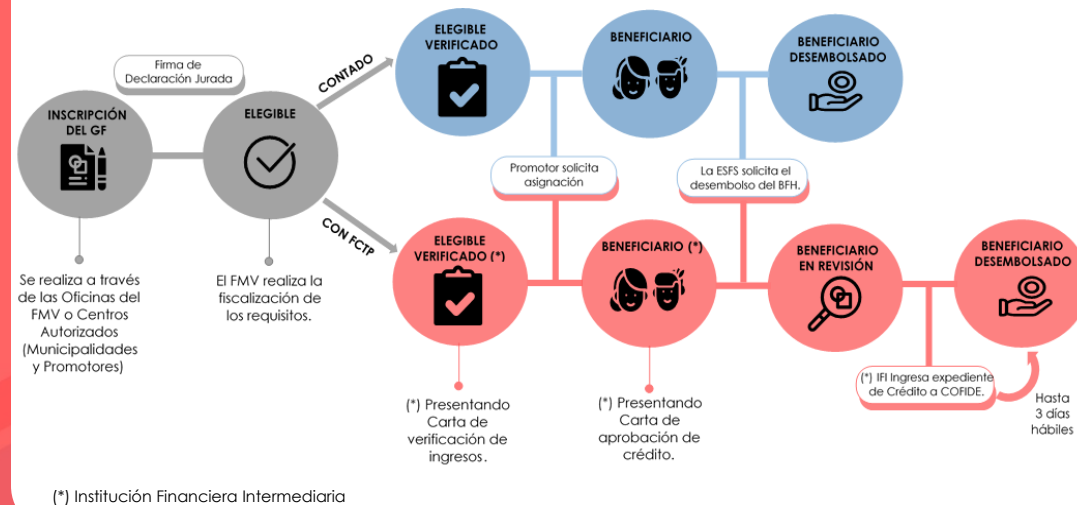 Firma de
Declaración Jurada
INSCRIPCIÓN
DEL GF
ELEGIBLE
CONTADO
CON FCTP
ELEGIBLE
VERIFICADO
BENEFICIARIO
BENEFICIARIO
DESEMBOLSADO
Promotor solicita
asignación
La ESFS solicita el
desembolso del BFH.
ELEGIBLE
VERIFICADO (*)
BENEFICIARIO (*)
BENEFICIARIO
EN REVISIÓN
BENEFICIARIO
DESEMBOLSADO
Se realiza a través
de las Oficinas del
FMV o Centros
Autorizados
(Municipalidades
y Promotores)
El FMV realiza la
fiscalización de
los requisitos.
(*) Presentando
Carta de
verificación de
ingresos.
(*) Presentando
Carta de
aprobación de
crédito.
(*) IFI Ingresa expediente
de Crédito a COFIDE.
Hasta
3 días
hábiles
(*) Institución Financiera Intermediaria